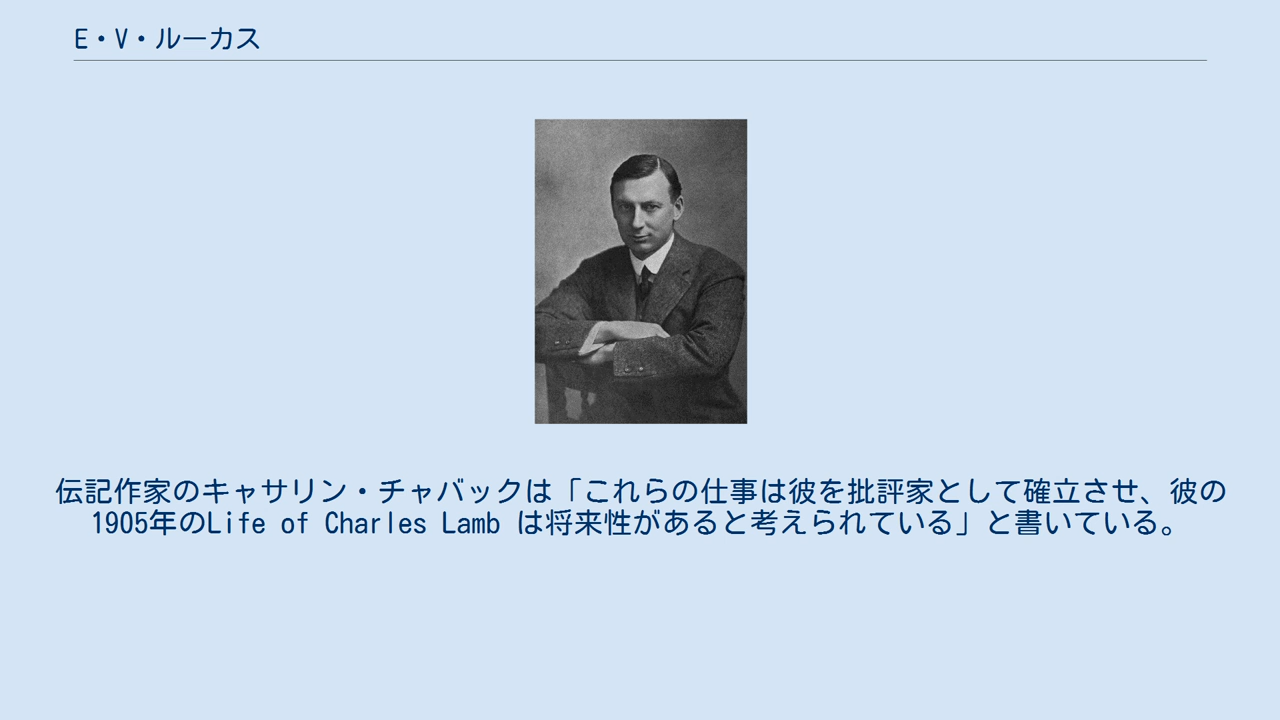 E・V・ルーカス
伝記作家のキャサリン・チャバックは「これらの仕事は彼を批評家として確立させ、彼の
1905年のLife of Charles Lamb は将来性があると考えられている」と書いている。